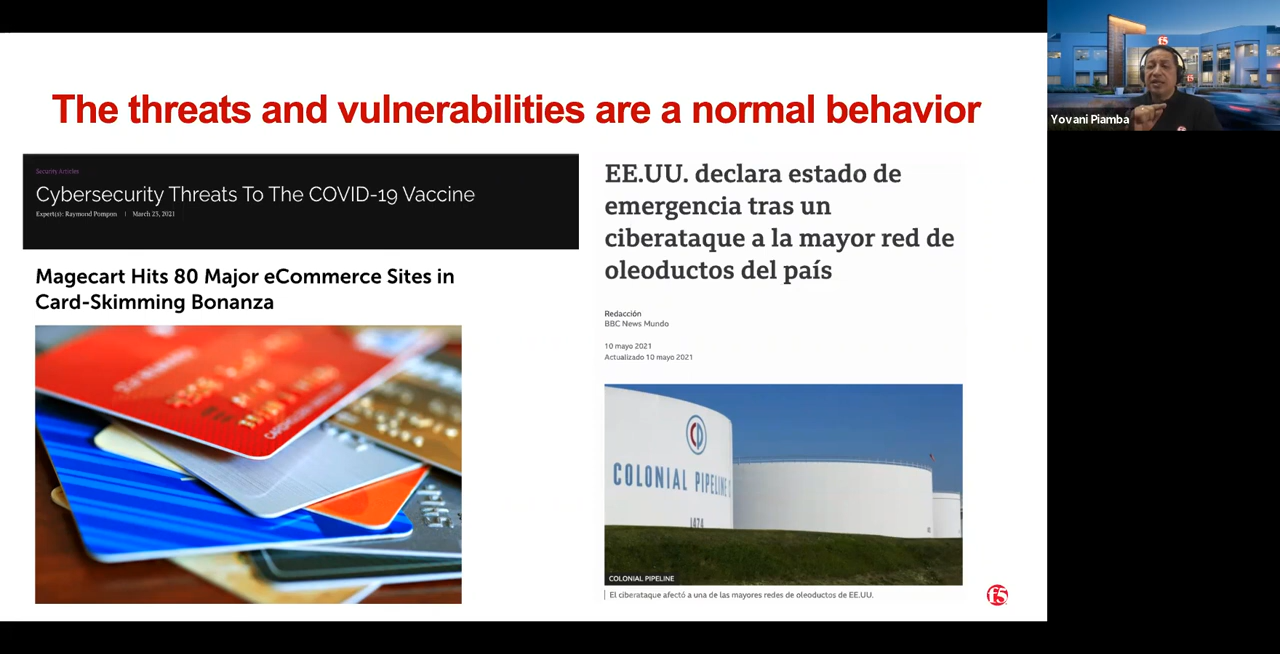 The threats and vulnerabilities are a normal behavior
Security Articles
Cybersecurity Threats To The COVID-19 Vaccine
Expert(s): Raymond Pompon | March 23, 2021
Magecart Hits 80 Major eCommerce Sites in
Card-Skimming Bonanza
EE.UU. declara estado de
emergencia tras un
ciberataque a la mayor red de
oleoductos del país
Redacción
BBC News Mundo
10 mayo 2021
Actualizado 10 mayo 2021
COLONIAL PIPELINE
1474
COLONIAL PIPELINE
El ciberataque afectó a una de las mayores redes de oleoductos de EE.UU.
f5
f5
Yovani Piamba